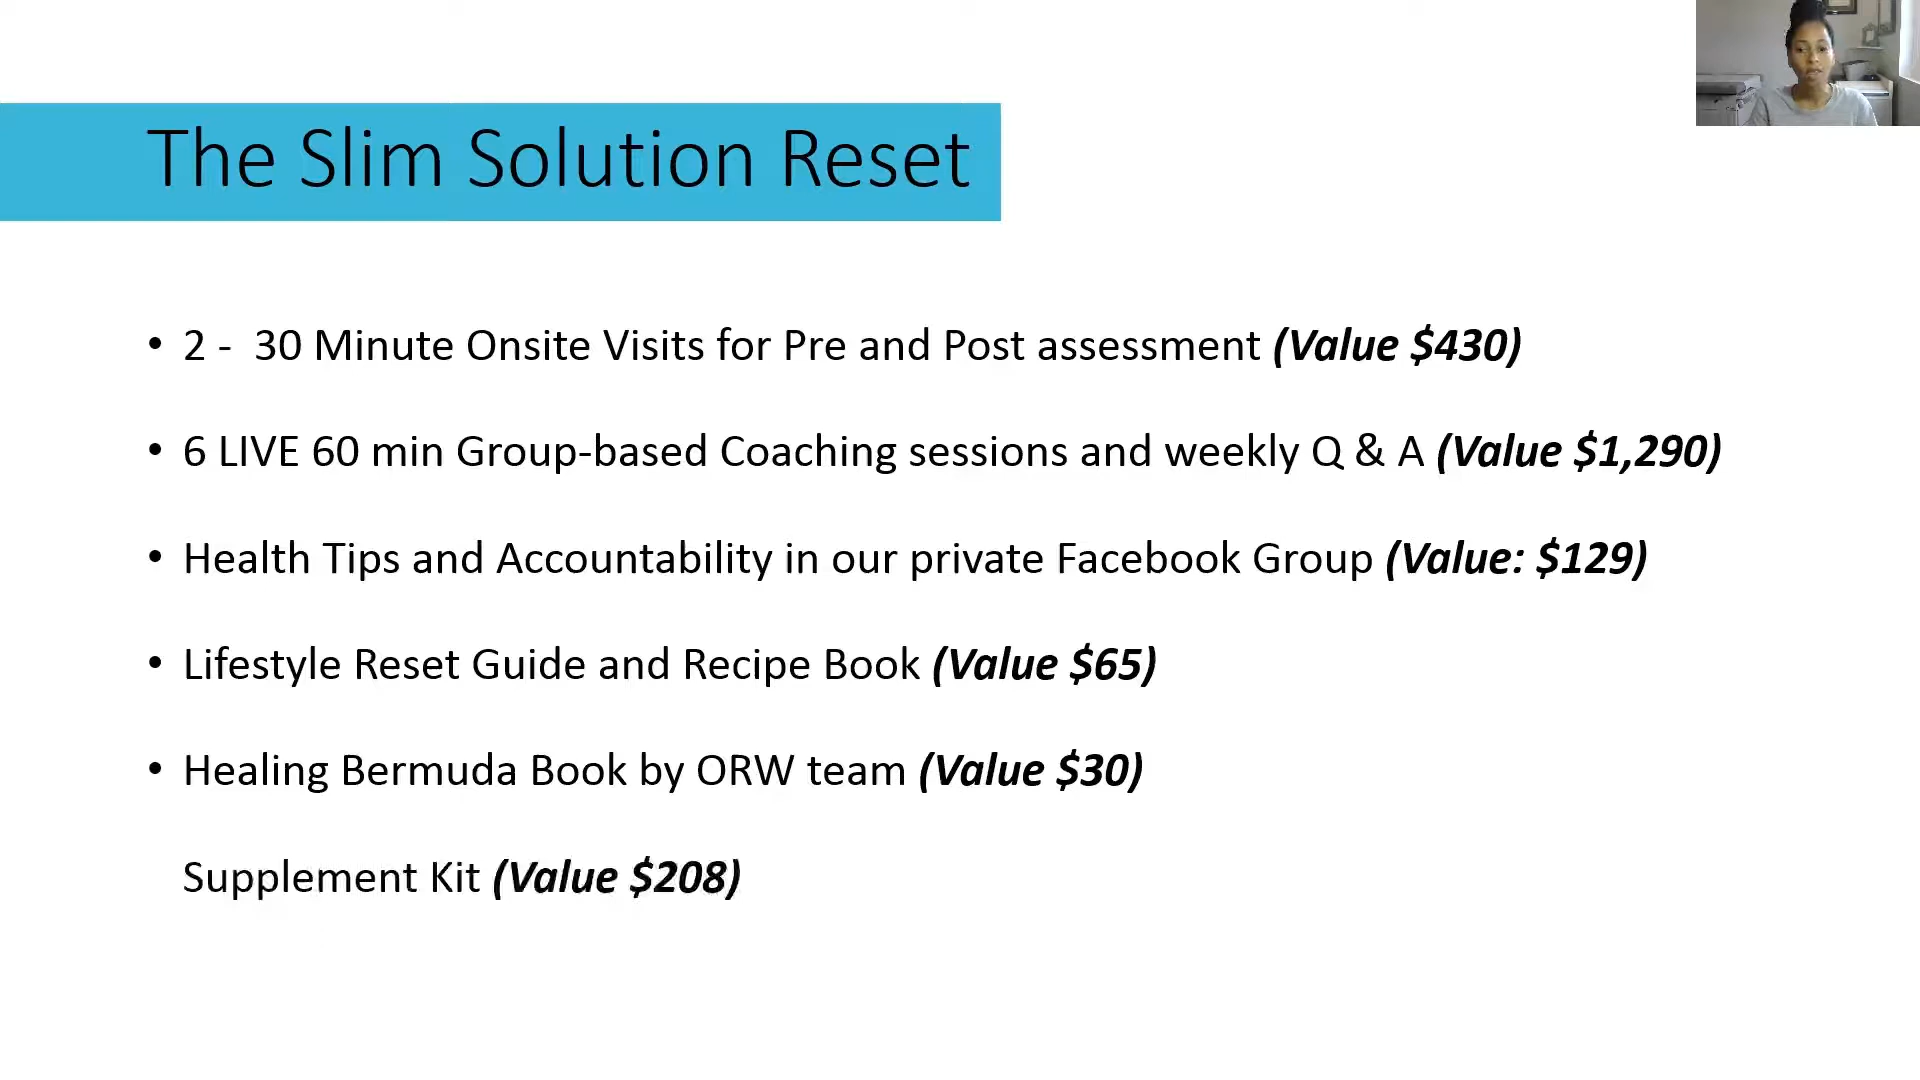 The Slim Solution Reset
• 2 -  30 Minute Onsite Visits for Pre and Post assessment (Value $430)
• 6 LIVE 60 min Group-based Coaching sessions and weekly Q & A (Value $1,290)
• Health Tips and Accountability in our private Facebook Group (Value: $129)
• Lifestyle Reset Guide and Recipe Book (Value $65)
• Healing Bermuda Book by ORW team (Value $30)
Supplement Kit (Value $208)